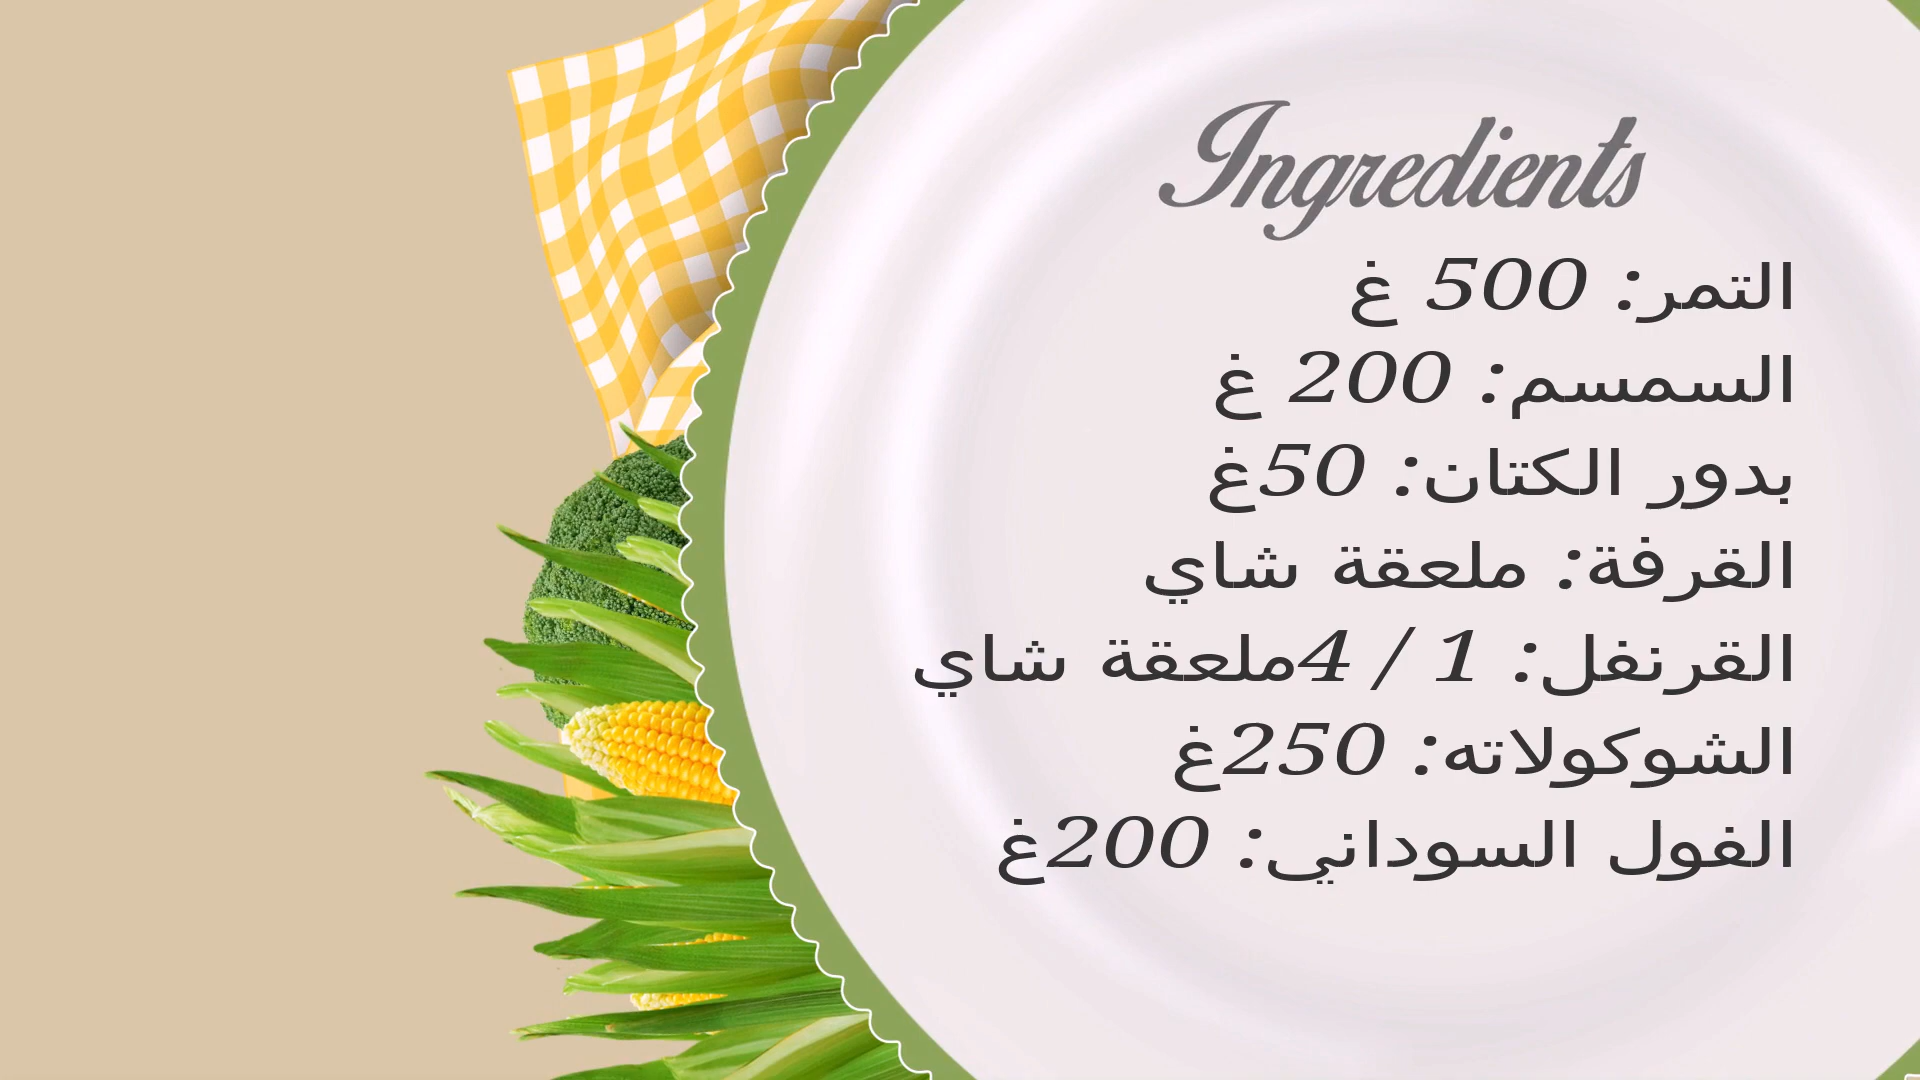 Ingredients
التمر: 500 غ
السمسم: 200 غ
بدور الكتان: 50غ
القرفة: ملعقة شاي
القرنفل: 1 / 4ملعقة شاي
الشوكولاته: 250غ
الفول السوداني: 200غ